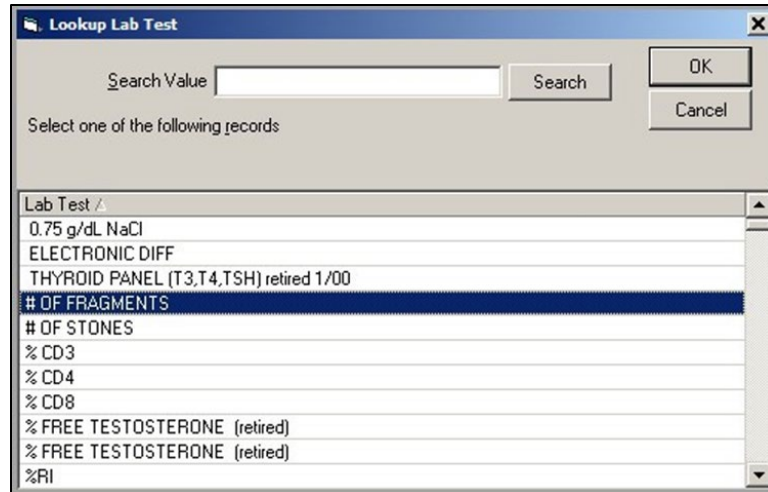 Lookup Lab Test
Search Value
Search
OK
Cancel
Select one of the following records
Lab Test
0.75 g/dL NaCl
ELECTRONIC DIFF
THYROID PANEL (T3,T4,TSH) retired 1/00
# OF FRAGMENTS
# OF STONES
% CD3
% CD4
% CD8
% FREE TESTOSTERONE (retired)
% FREE TESTOSTERONE (retired)
%RI